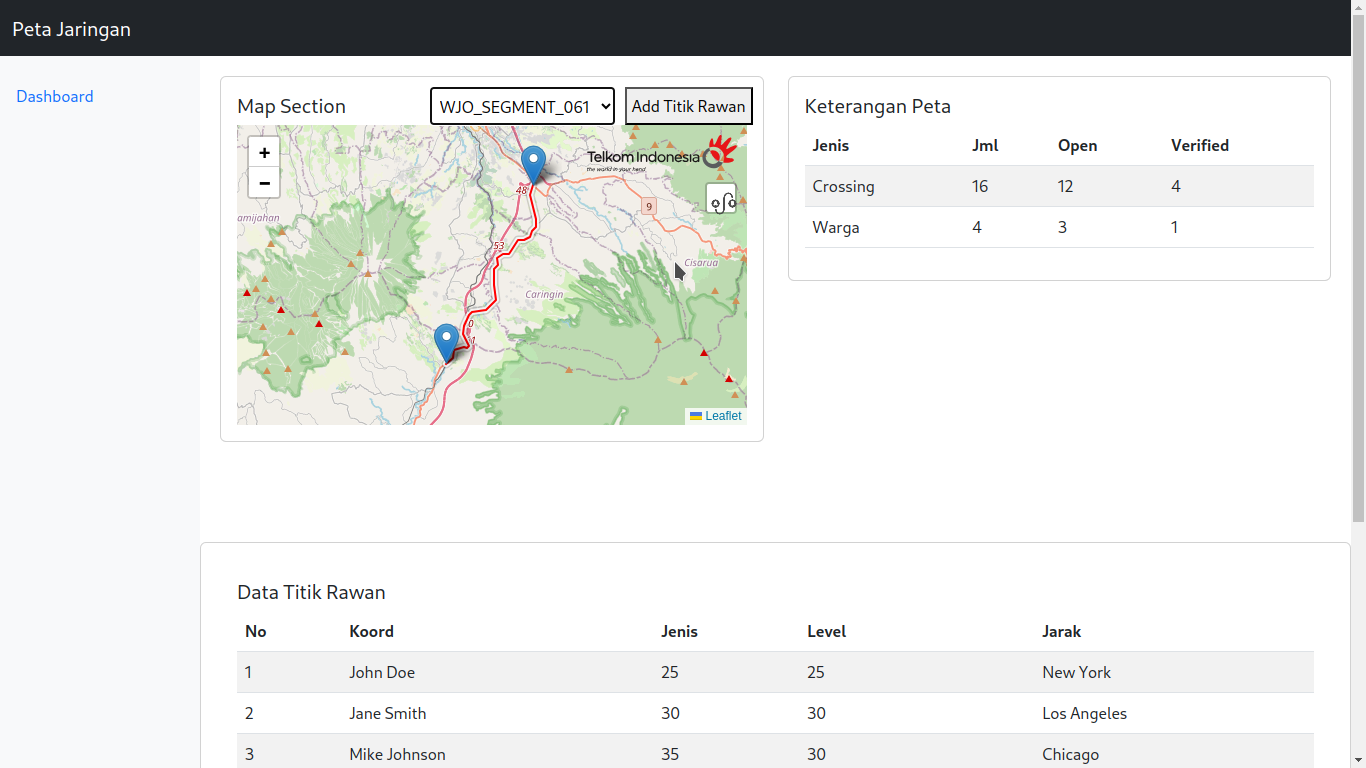 Peta Jaringan
Dashboard
Map Section
WJO_SEGMENT_061
Add Titik Rawan
+
−
Telkom Indonesia
the world in your hand
48
9
amijahan
53
Cisarua
Caringin
0
1
Leaflet
Keterangan Peta
Jenis Jml Open Verified
Crossing 16 12 4
Warga 4 3 1
Data Titik Rawan
No Koord Jenis Level Jarak
1 John Doe 25 25 New York
2 Jane Smith 30 30 Los Angeles
3 Mike Johnson 35 30 Chicago